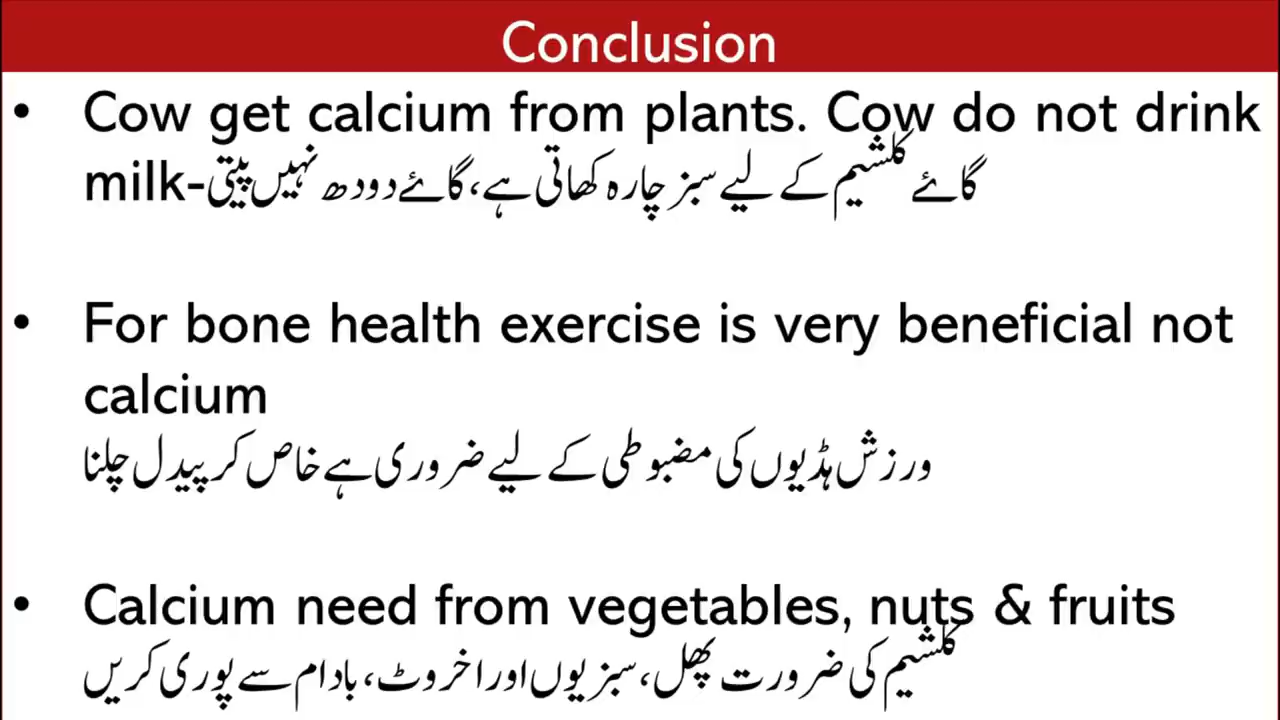 Conclusion
• Cow get calcium from plants. Cow do not drink
milk-گائے کلشیم کے لیے سبز چارہ کھاتی ہے، گائے دودھ نہیں پیتی
• For bone health exercise is very beneficial not
calcium
ورزش ہڈیوں کی مضبوطی کے لیے ضروری ہے خاص کر پیدل چلنا
• Calcium need from vegetables, nuts & fruits
کلشیم کی ضرورت پھل، سبزیوں اور اخروٹ، بادام سے پوری کریں